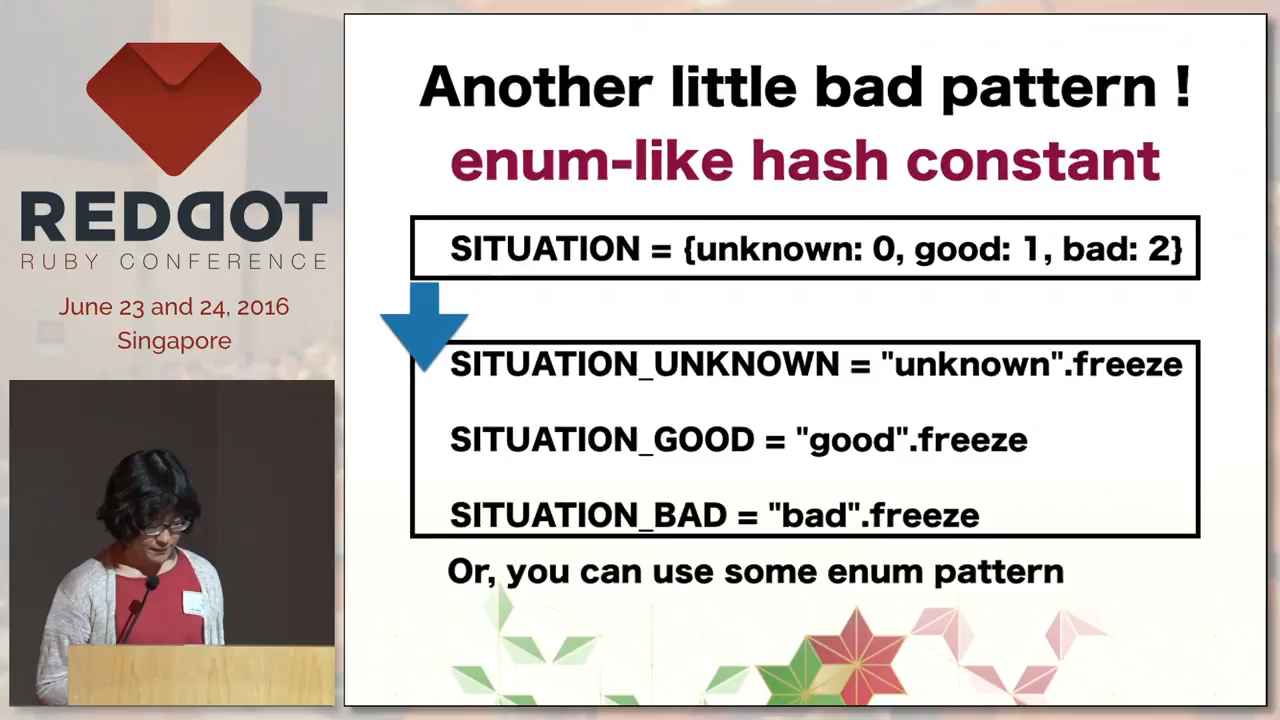 REDDOT
RUBY CONFERENCE
June 23 and 24, 2016
Singapore
Another little bad pattern !
enum-like hash constant
SITUATION = {unknown: 0, good: 1, bad: 2}
SITUATION_UNKNOWN = "unknown".freeze
SITUATION_GOOD = "good".freeze
SITUATION_BAD = "bad".freeze
Or, you can use some enum pattern